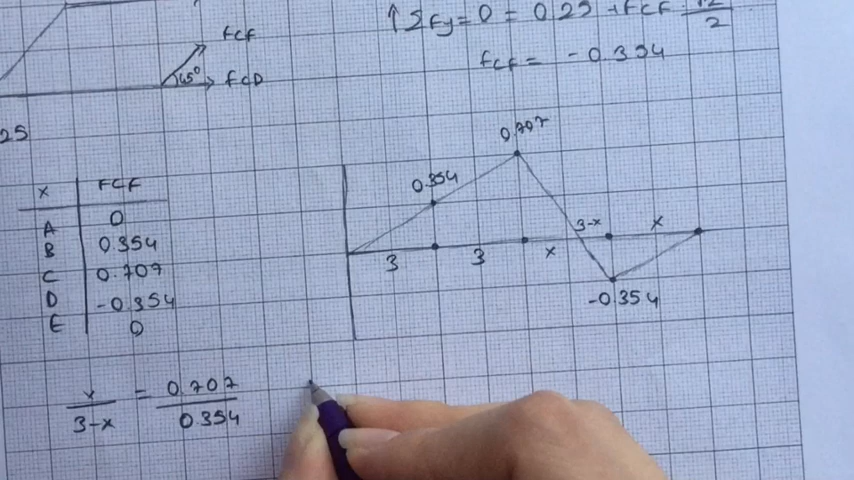 FCF
↑ΣFy=0 = 0.25 + FCF √2/2
45° FCD
FCF = -0.354
25
x FCF
A 0
B 0.354
C 0.707
D -0.354
E 0
0.707
0.354
3-x x
3 3 x
-0.354
x/3-x = 0.707/0.354